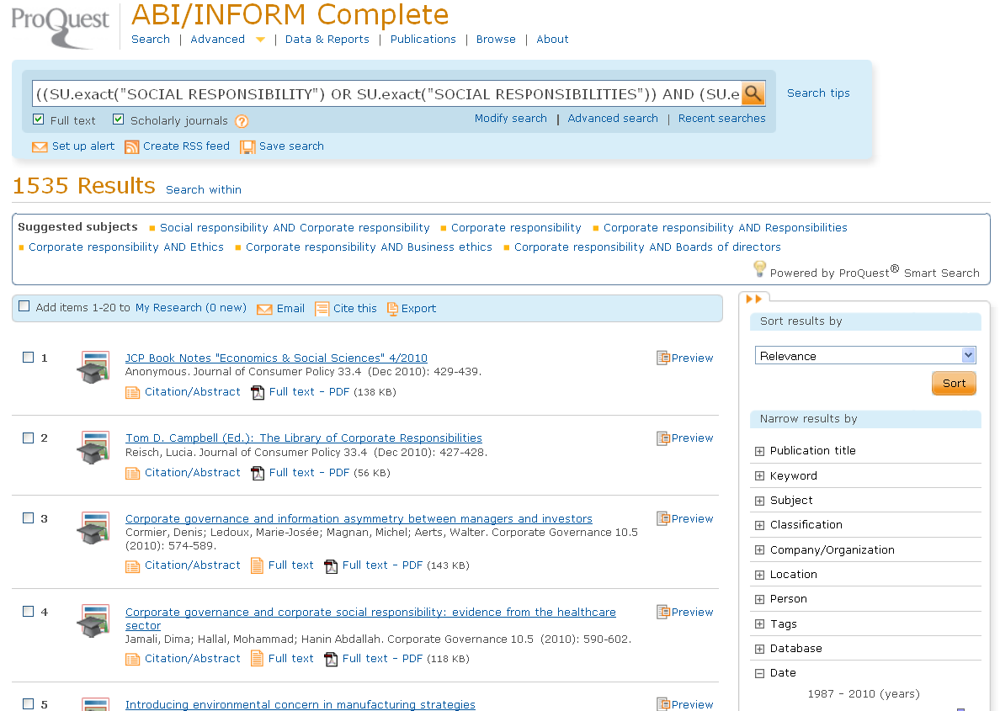 ProQuest
ABI/INFORM Complete
Search | Advanced | Data & Reports | Publications | Browse | About
((SU.exact("SOCIAL RESPONSIBILITY") OR SU.exact("SOCIAL RESPONSIBILITIES")) AND (SU.e
Search tips
Full text Scholarly journals ? Modify search | Advanced search | Recent searches
Set up alert Create RSS feed Save search
1535 Results Search within
Suggested subjects Social responsibility AND Corporate responsibility Corporate responsibility Corporate responsibility AND Responsibilities
Corporate responsibility AND Ethics Corporate responsibility AND Business ethics Corporate responsibility AND Boards of directors
Powered by ProQuest® Smart Search
Add items 1-20 to My Research (0 new) Email Cite this Export
1 JCP Book Notes "Economics & Social Sciences" 4/2010 Preview
Anonymous. Journal of Consumer Policy 33.4 (Dec 2010): 429-439.
Citation/Abstract Full text - PDF (138 KB)
2 Tom D. Campbell (Ed.): The Library of Corporate Responsibilities Preview
Reisch, Lucia. Journal of Consumer Policy 33.4 (Dec 2010): 427-428.
Citation/Abstract Full text - PDF (56 KB)
3 Corporate governance and information asymmetry between managers and investors Preview
Cormier, Denis; Ledoux, Marie-Josée; Magnan, Michel; Aerts, Walter. Corporate Governance 10.5
(2010): 574-589.
Citation/Abstract Full text Full text - PDF (143 KB)
4 Corporate governance and corporate social responsibility: evidence from the healthcare Preview
sector
Jamali, Dima; Hallal, Mohammad; Hanin Abdallah. Corporate Governance 10.5 (2010): 590-602.
Citation/Abstract Full text Full text - PDF (118 KB)
5 Introducing environmental concern in manufacturing strategies Preview
Sort results by
Relevance
Sort
Narrow results by
Publication title
Keyword
Subject
Classification
Company/Organization
Location
Person
Tags
Database
Date
1987 - 2010 (years)